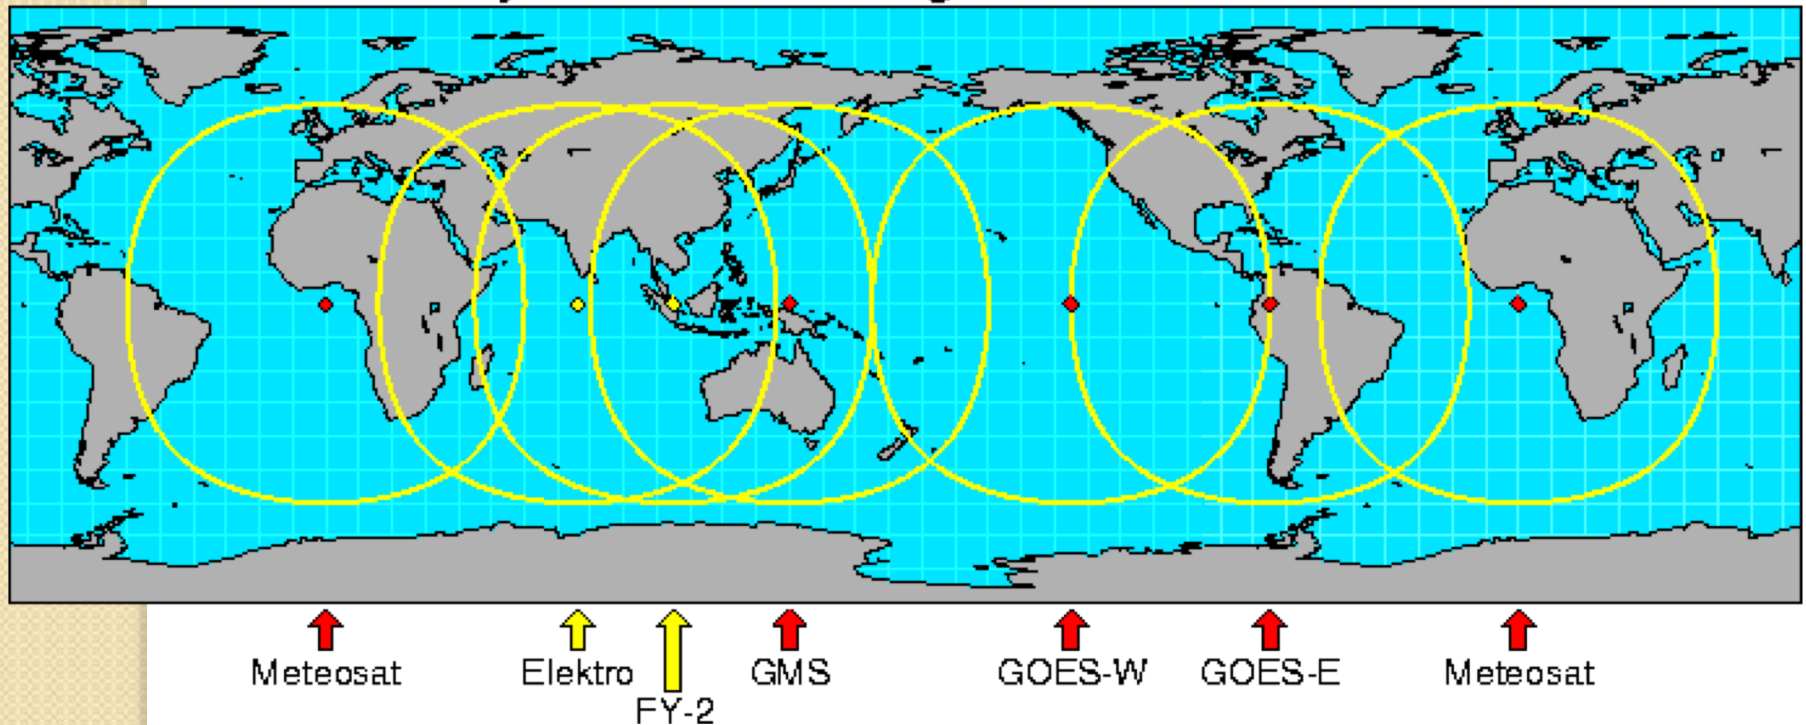 Meteosat
Elektro
FY-2
GMS
GOES-W
GOES-E
Meteosat